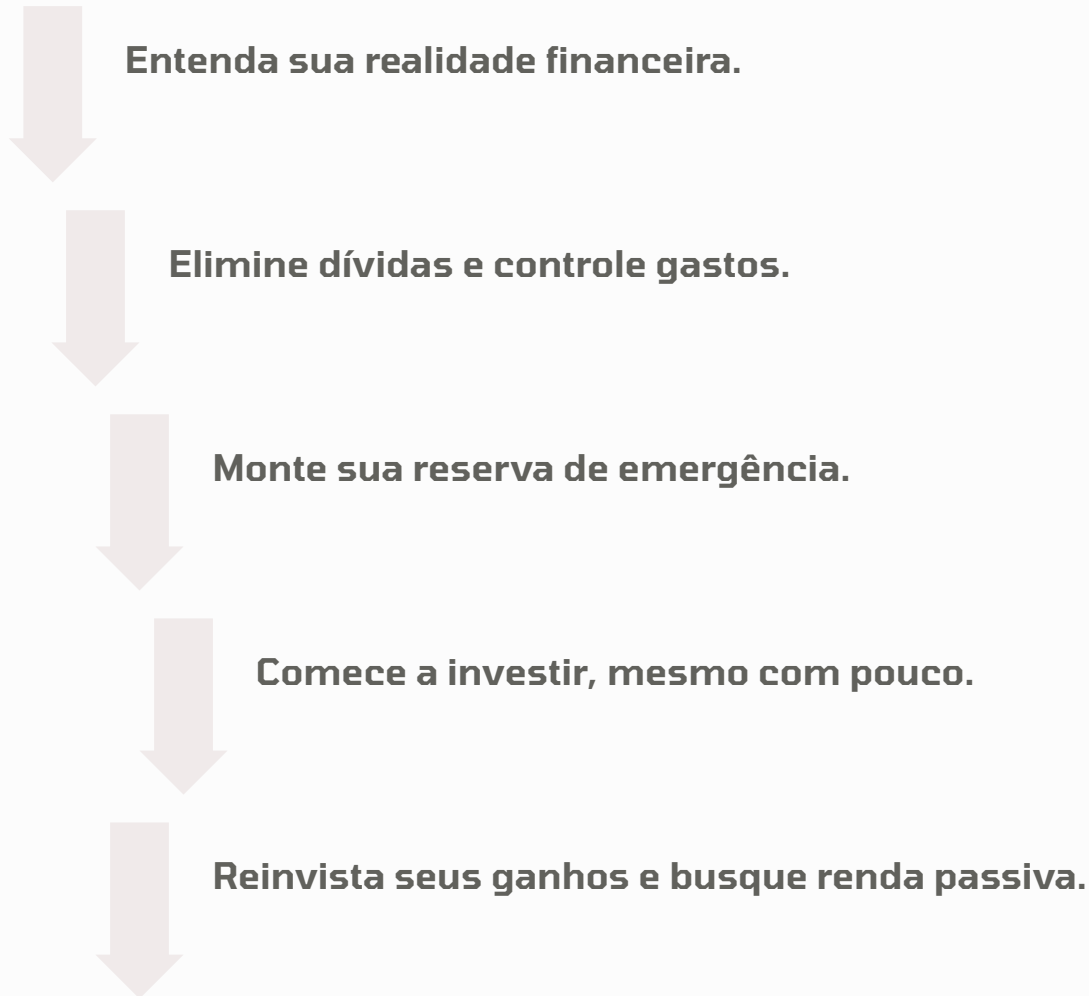 Entenda sua realidade financeira.
Elimine dívidas e controle gastos.
Monte sua reserva de emergência.
Comece a investir, mesmo com pouco.
Reinvista seus ganhos e busque renda passiva.